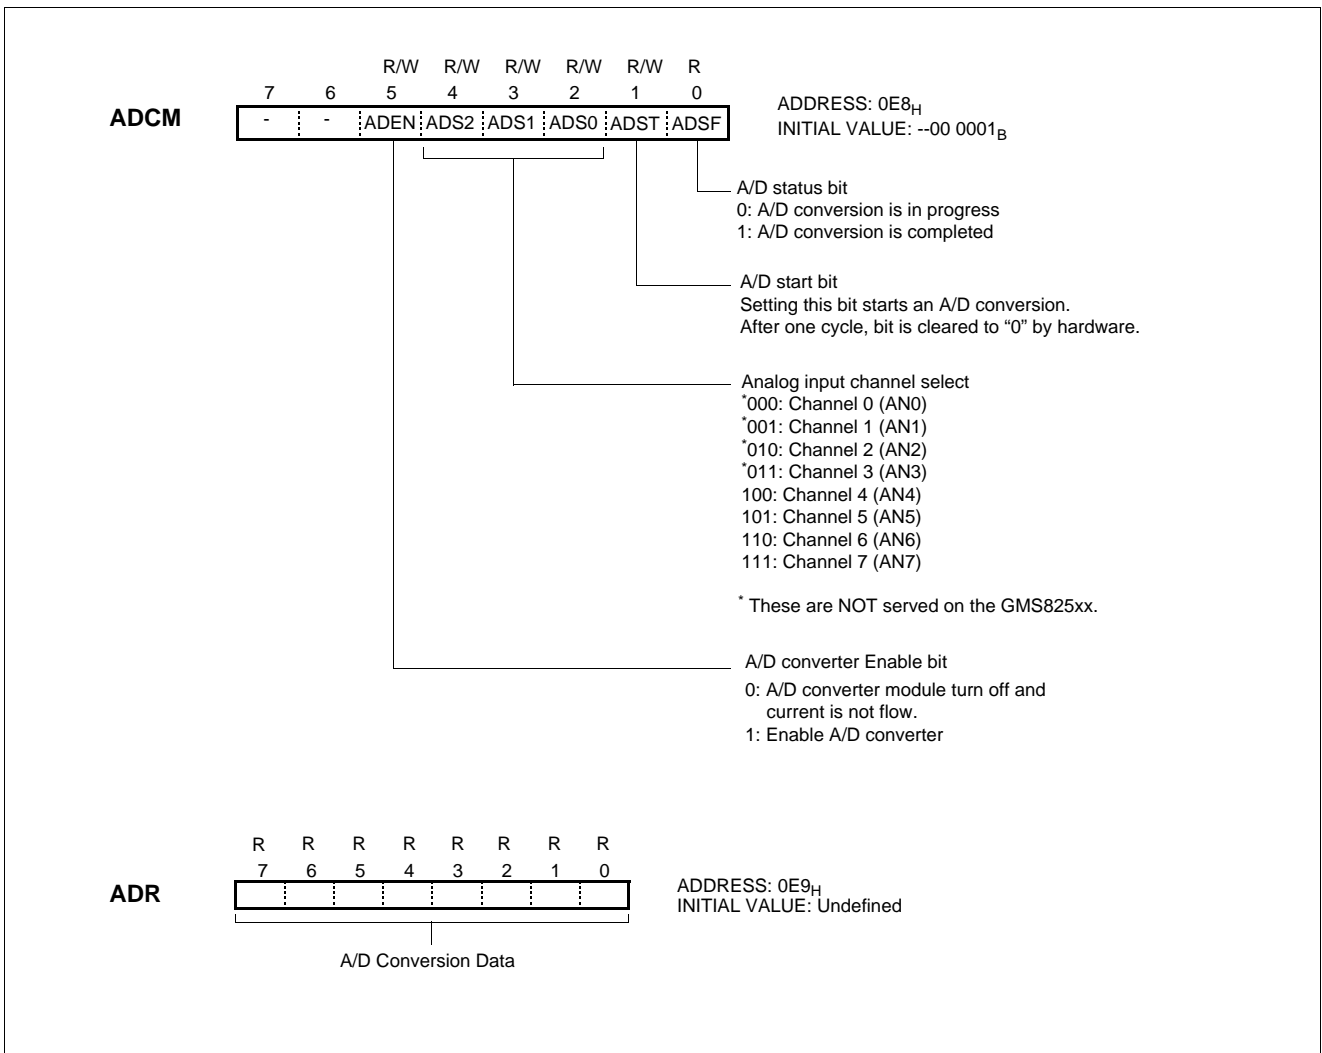 R/W R/W R/W R/W R/W R
7 6 5 4 3 2 1 0
ADCM
- - ADEN ADS2 ADS1 ADS0 ADST ADSF
ADDRESS: 0E8H
INITIAL VALUE: --00 0001B
A/D status bit
0: A/D conversion is in progress
1: A/D conversion is completed
A/D start bit
Setting this bit starts an A/D conversion.
After one cycle, bit is cleared to “0” by hardware.
Analog input channel select
*000: Channel 0 (AN0)
*001: Channel 1 (AN1)
*010: Channel 2 (AN2)
*011: Channel 3 (AN3)
100: Channel 4 (AN4)
101: Channel 5 (AN5)
110: Channel 6 (AN6)
111: Channel 7 (AN7)
* These are NOT served on the GMS825xx.
A/D converter Enable bit
0: A/D converter module turn off and
current is not flow.
1: Enable A/D converter
R R R R R R R R
7 6 5 4 3 2 1 0
ADR
ADDRESS: 0E9H
INITIAL VALUE: Undefined
A/D Conversion Data